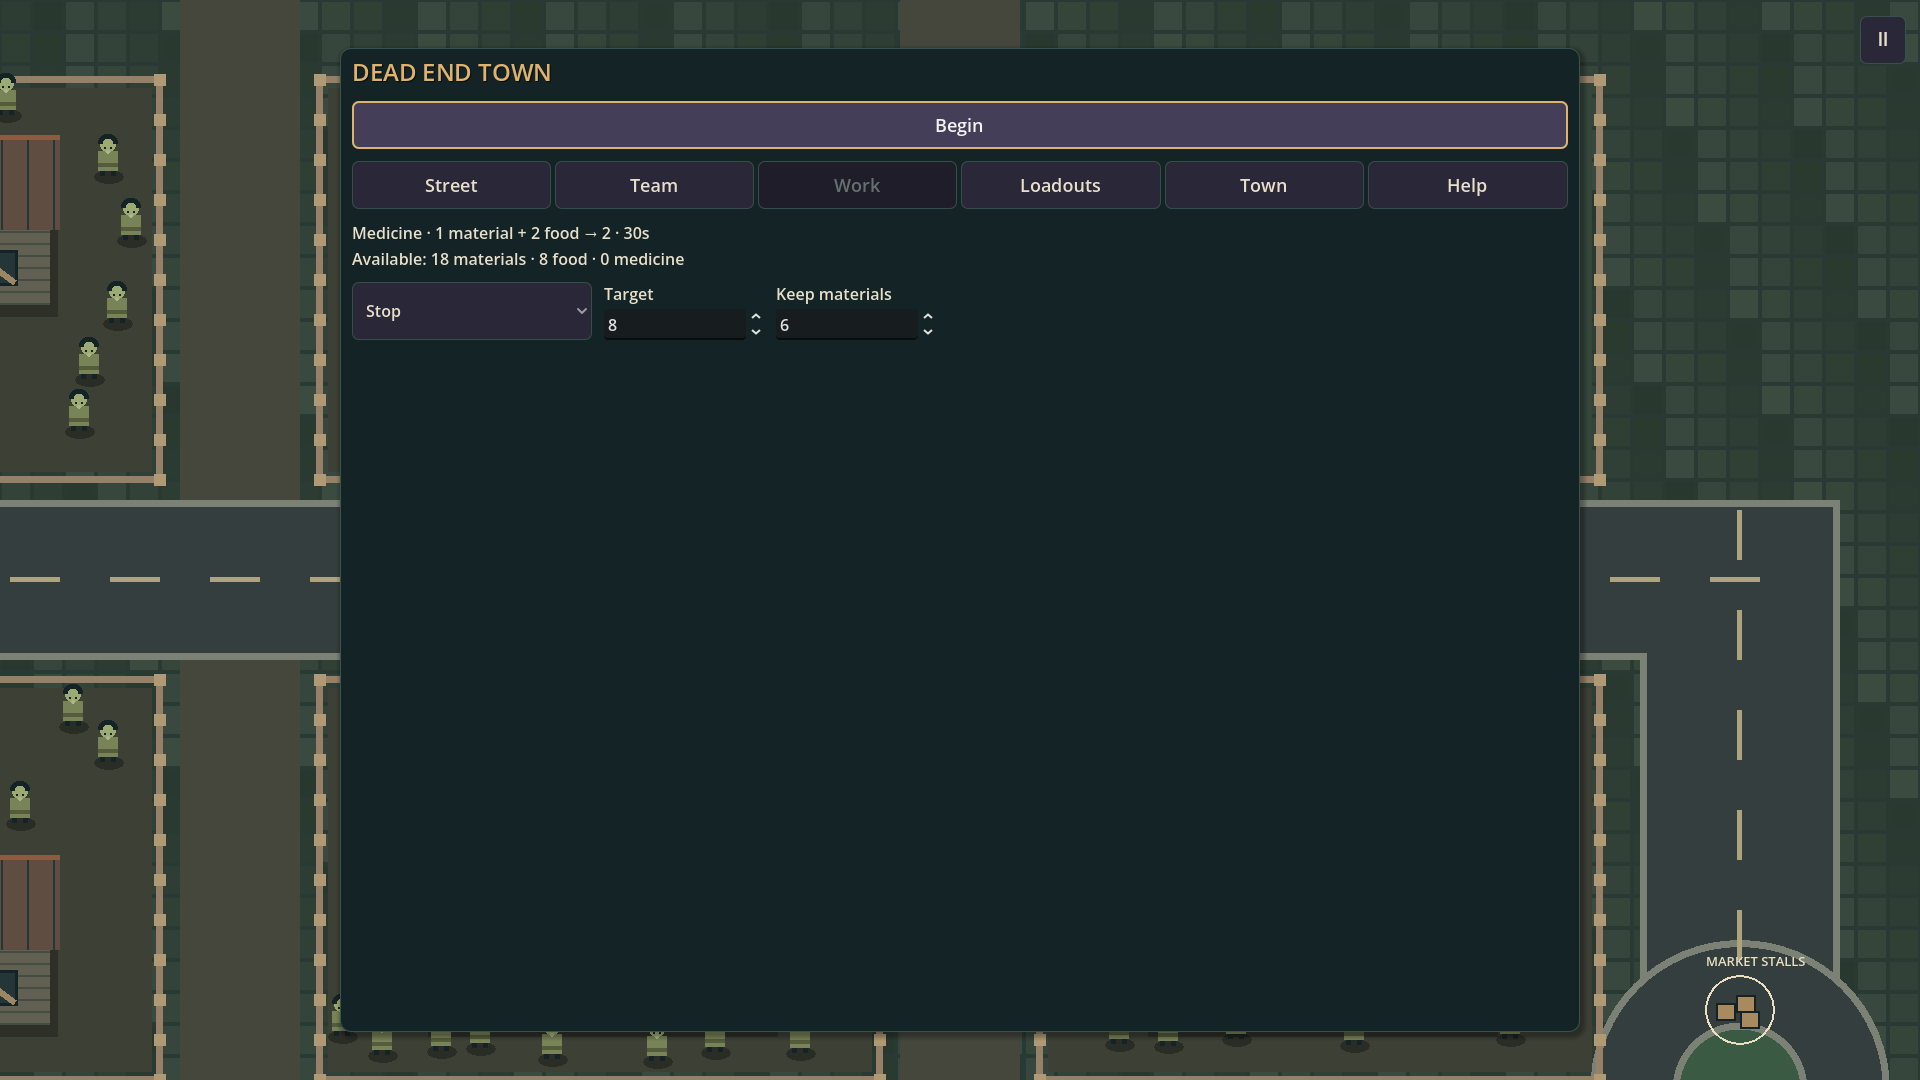 DEAD END TOWN
Begin
Street
Team
Work
Loadouts
Town
Help
Medicine · 1 material + 2 food → 2 · 30s
Available: 18 materials · 8 food · 0 medicine
Stop
Target
8
Keep materials
6
MARKET STALLS